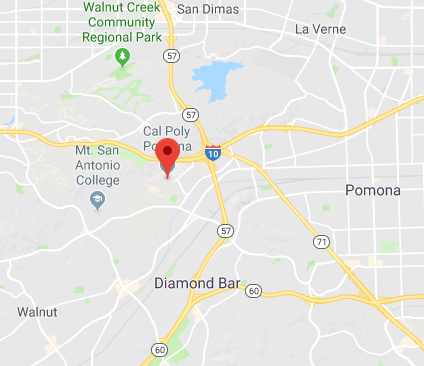 San Dimas
Walnut Creek
Community
Regional Park
La Verne
57
57
Cal Poly
Pomona
10
Mt. San
Antonio
College
Pomona
57
71
Diamond Bar
60
Walnut
60
60